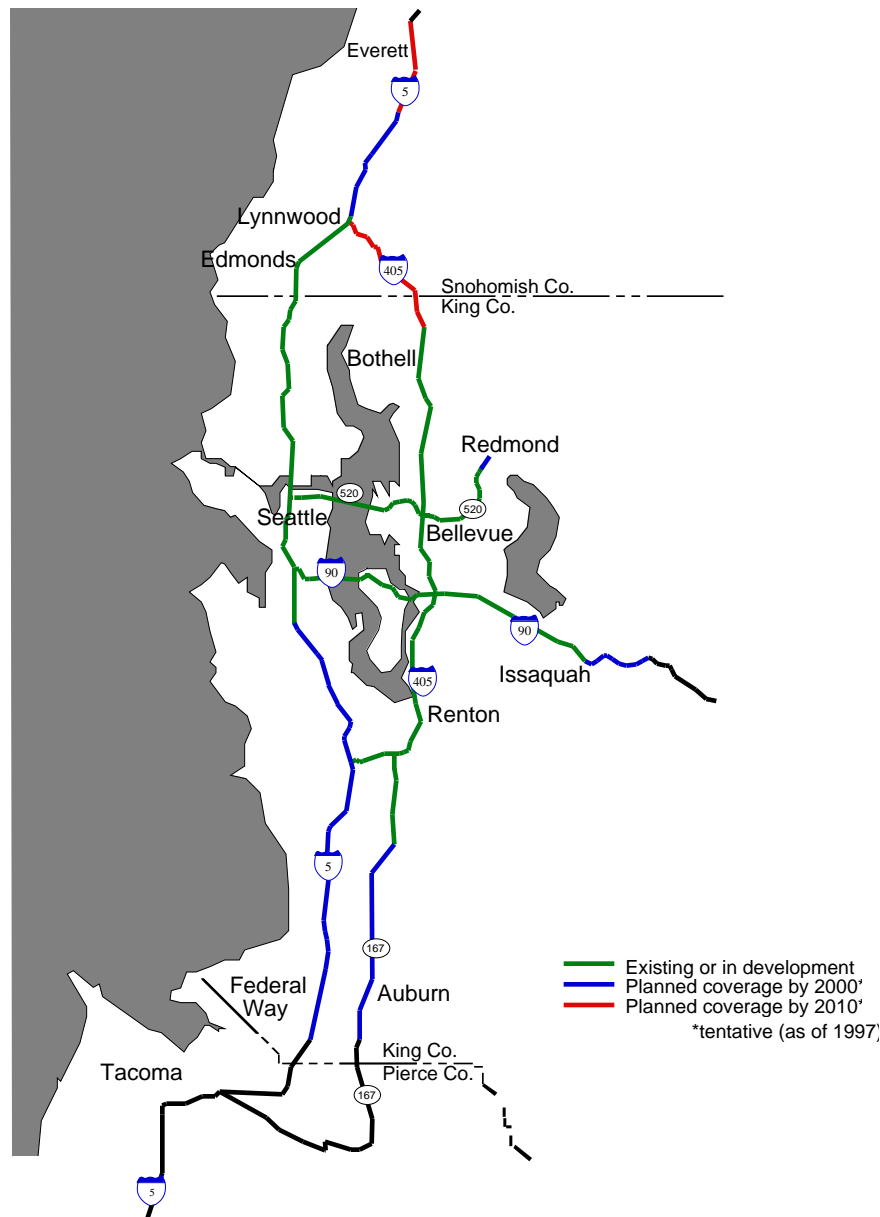 Everett
5
Lynnwood
Edmonds
405
Snohomish Co.
King Co.
Bothell
Redmond
520
520
Seattle
Bellevue
90
90
Issaquah
405
Renton
5
167
Federal
Way
Auburn
Existing or in development
Planned coverage by 2000*
Planned coverage by 2010*
*tentative (as of 1997)
King Co.
Pierce Co.
Tacoma
167
5